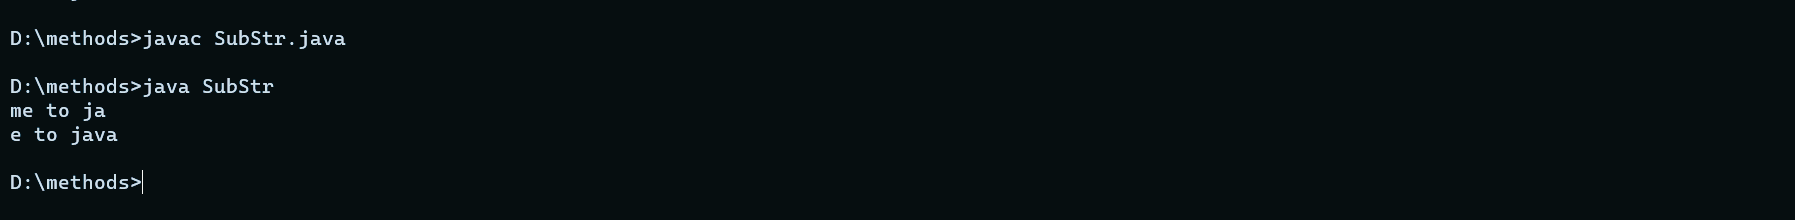 D:\methods>javac SubStr.java
D:\methods>java SubStr
me to ja
e to java
D:\methods>